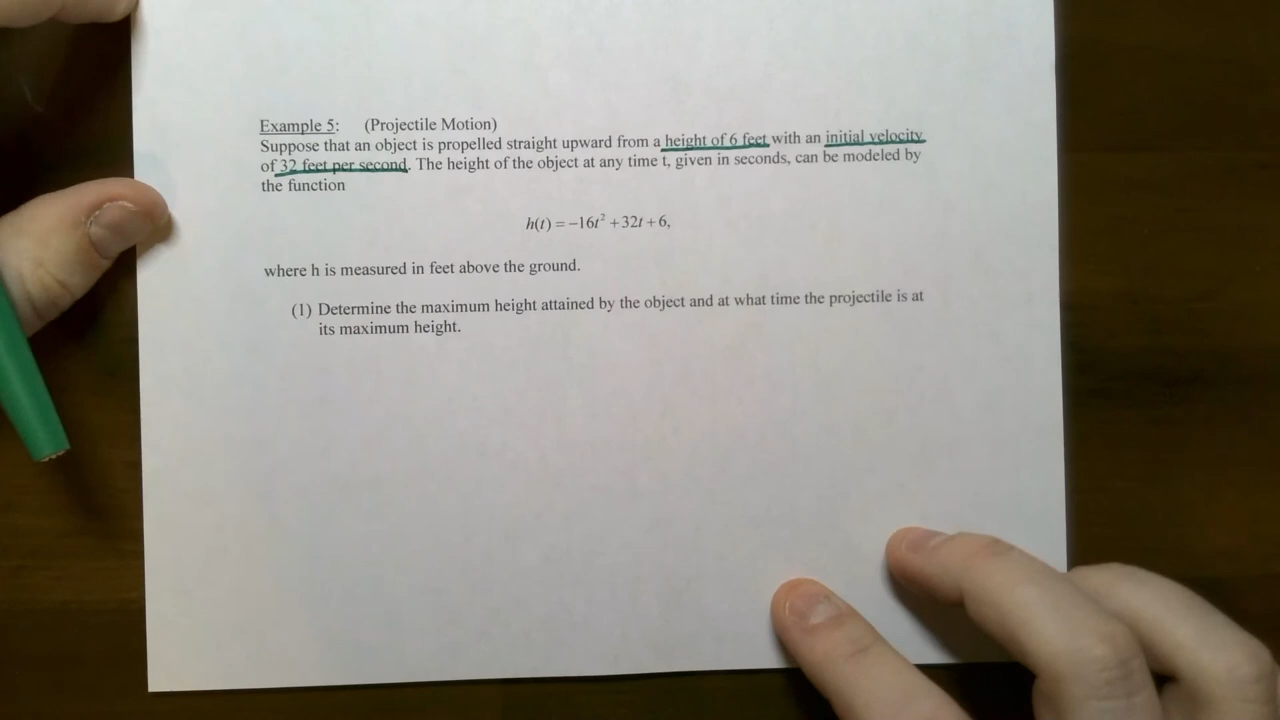 Example 5: (Projectile Motion)
Suppose that an object is propelled straight upward from a height of 6 feet with an initial velocity
of 32 feet per second. The height of the object at any time t, given in seconds, can be modeled by
the function
h(t) = −16t² + 32t + 6,
where h is measured in feet above the ground.
(1) Determine the maximum height attained by the object and at what time the projectile is at
its maximum height.